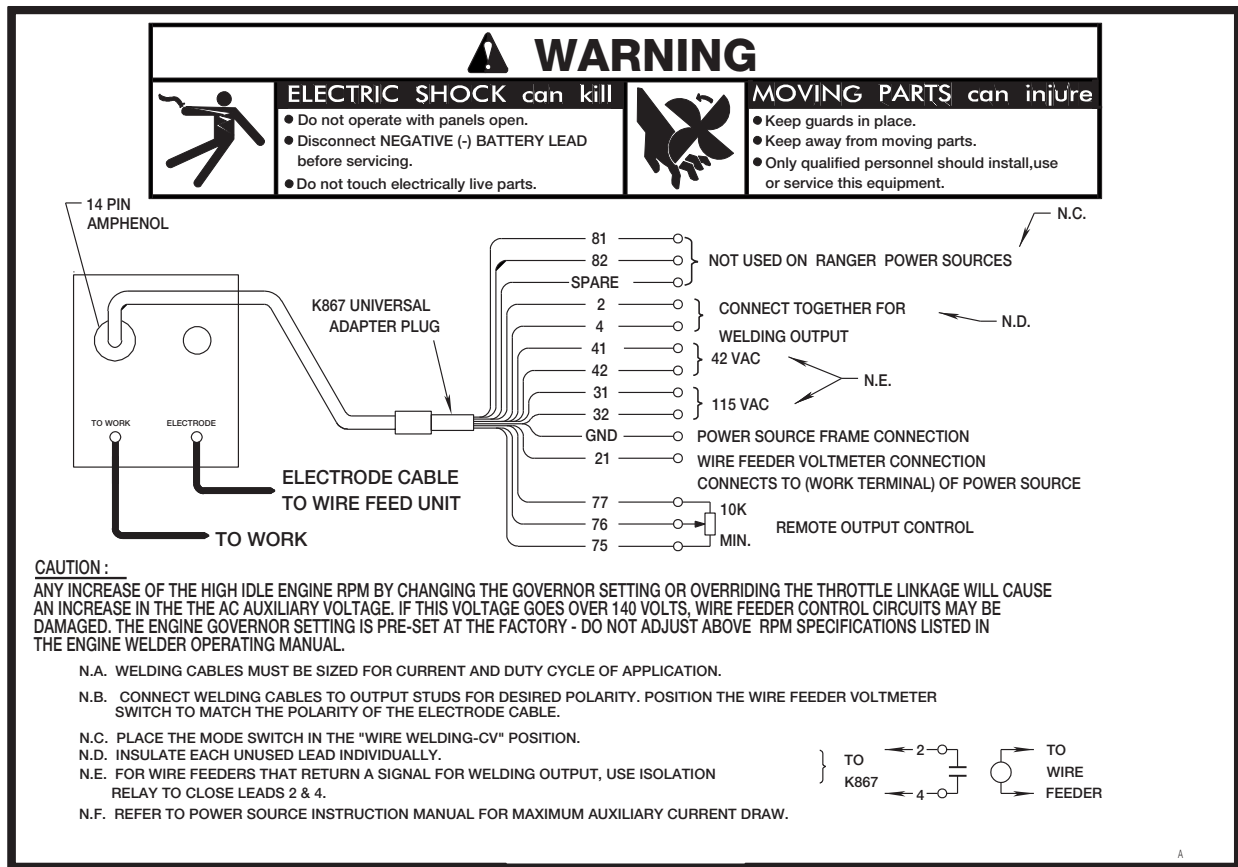 WARNING
ELECTRIC SHOCK can kill
● Do not operate with panels open.
● Disconnect NEGATIVE (-) BATTERY LEAD
before servicing.
● Do not touch electrically live parts.
MOVING PARTS can injure
● Keep guards in place.
● Keep away from moving parts.
● Only qualified personnel should install,use
or service this equipment.
14 PIN
AMPHENOL
TO WORK
ELECTRODE
K867 UNIVERSAL
ADAPTER PLUG
ELECTRODE CABLE
TO WIRE FEED UNIT
TO WORK
81
82
SPARE
2
4
41
42
31
32
GND
21
77
76
75
N.C.
NOT USED ON RANGER POWER SOURCES
CONNECT TOGETHER FOR
WELDING OUTPUT
N.D.
42 VAC
N.E.
115 VAC
POWER SOURCE FRAME CONNECTION
WIRE FEEDER VOLTMETER CONNECTION
CONNECTS TO (WORK TERMINAL) OF POWER SOURCE
10K
MIN.
REMOTE OUTPUT CONTROL
CAUTION :
ANY INCREASE OF THE HIGH IDLE ENGINE RPM BY CHANGING THE GOVERNOR SETTING OR OVERRIDING THE THROTTLE LINKAGE WILL CAUSE
AN INCREASE IN THE THE AC AUXILIARY VOLTAGE. IF THIS VOLTAGE GOES OVER 140 VOLTS, WIRE FEEDER CONTROL CIRCUITS MAY BE
DAMAGED. THE ENGINE GOVERNOR SETTING IS PRE-SET AT THE FACTORY - DO NOT ADJUST ABOVE RPM SPECIFICATIONS LISTED IN
THE ENGINE WELDER OPERATING MANUAL.
N.A. WELDING CABLES MUST BE SIZED FOR CURRENT AND DUTY CYCLE OF APPLICATION.
N.B. CONNECT WELDING CABLES TO OUTPUT STUDS FOR DESIRED POLARITY. POSITION THE WIRE FEEDER VOLTMETER
SWITCH TO MATCH THE POLARITY OF THE ELECTRODE CABLE.
N.C. PLACE THE MODE SWITCH IN THE "WIRE WELDING-CV" POSITION.
N.D. INSULATE EACH UNUSED LEAD INDIVIDUALLY.
N.E. FOR WIRE FEEDERS THAT RETURN A SIGNAL FOR WELDING OUTPUT, USE ISOLATION
RELAY TO CLOSE LEADS 2 & 4.
N.F. REFER TO POWER SOURCE INSTRUCTION MANUAL FOR MAXIMUM AUXILIARY CURRENT DRAW.
TO
K867
2
4
TO
WIRE
FEEDER
A